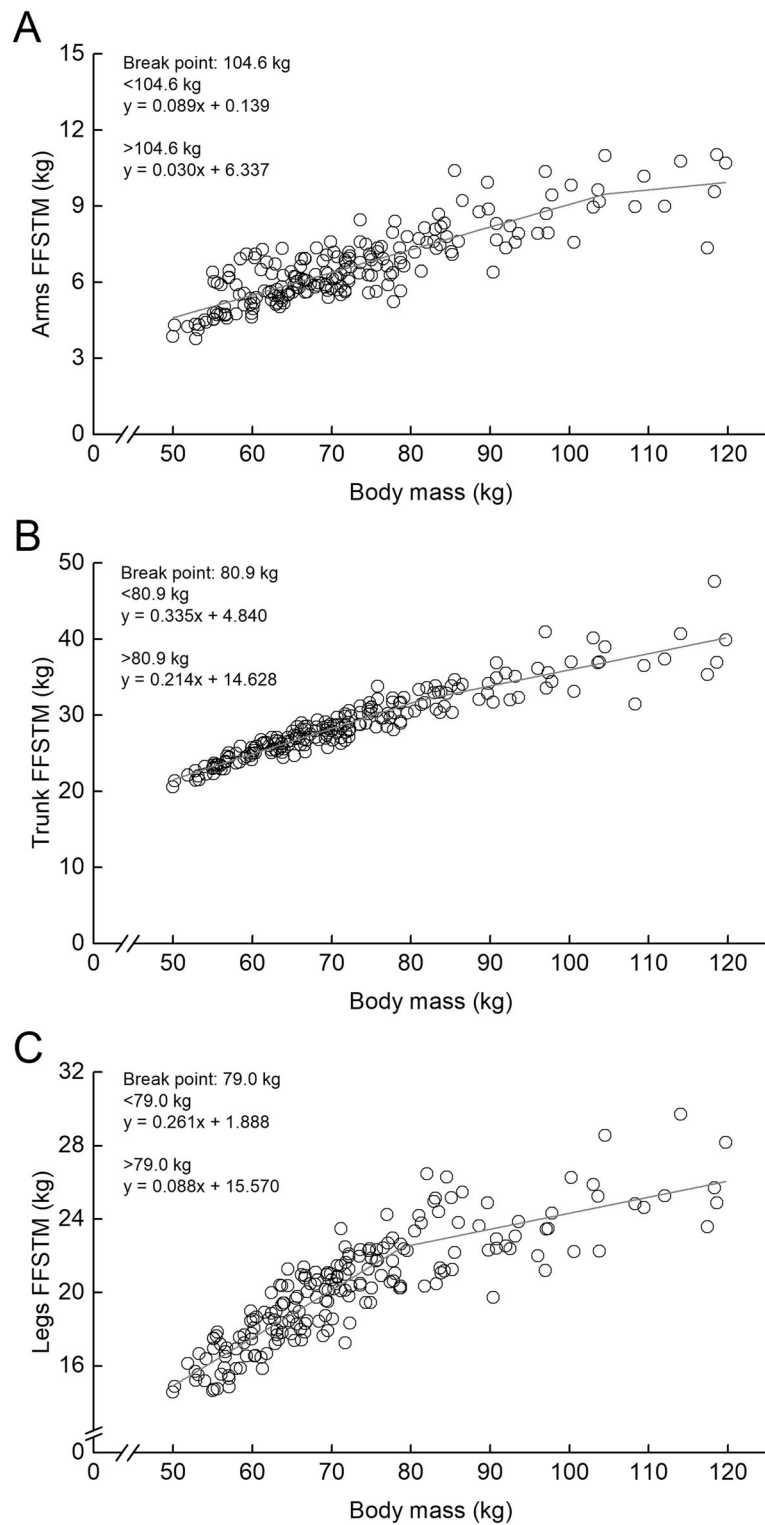 A
15
12
9
6
3
0
Arms FFSTM (kg)
Break point: 104.6 kg
<104.6 kg
y = 0.089x + 0.139
>104.6 kg
y = 0.030x + 6.337
0 50 60 70 80 90 100 110 120
Body mass (kg)
B
50
40
30
20
10
0
Trunk FFSTM (kg)
Break point: 80.9 kg
<80.9 kg
y = 0.335x + 4.840
>80.9 kg
y = 0.214x + 14.628
0 50 60 70 80 90 100 110 120
Body mass (kg)
C
32
28
24
20
16
0
Legs FFSTM (kg)
Break point: 79.0 kg
<79.0 kg
y = 0.261x + 1.888
>79.0 kg
y = 0.088x + 15.570
0 50 60 70 80 90 100 110 120
Body mass (kg)